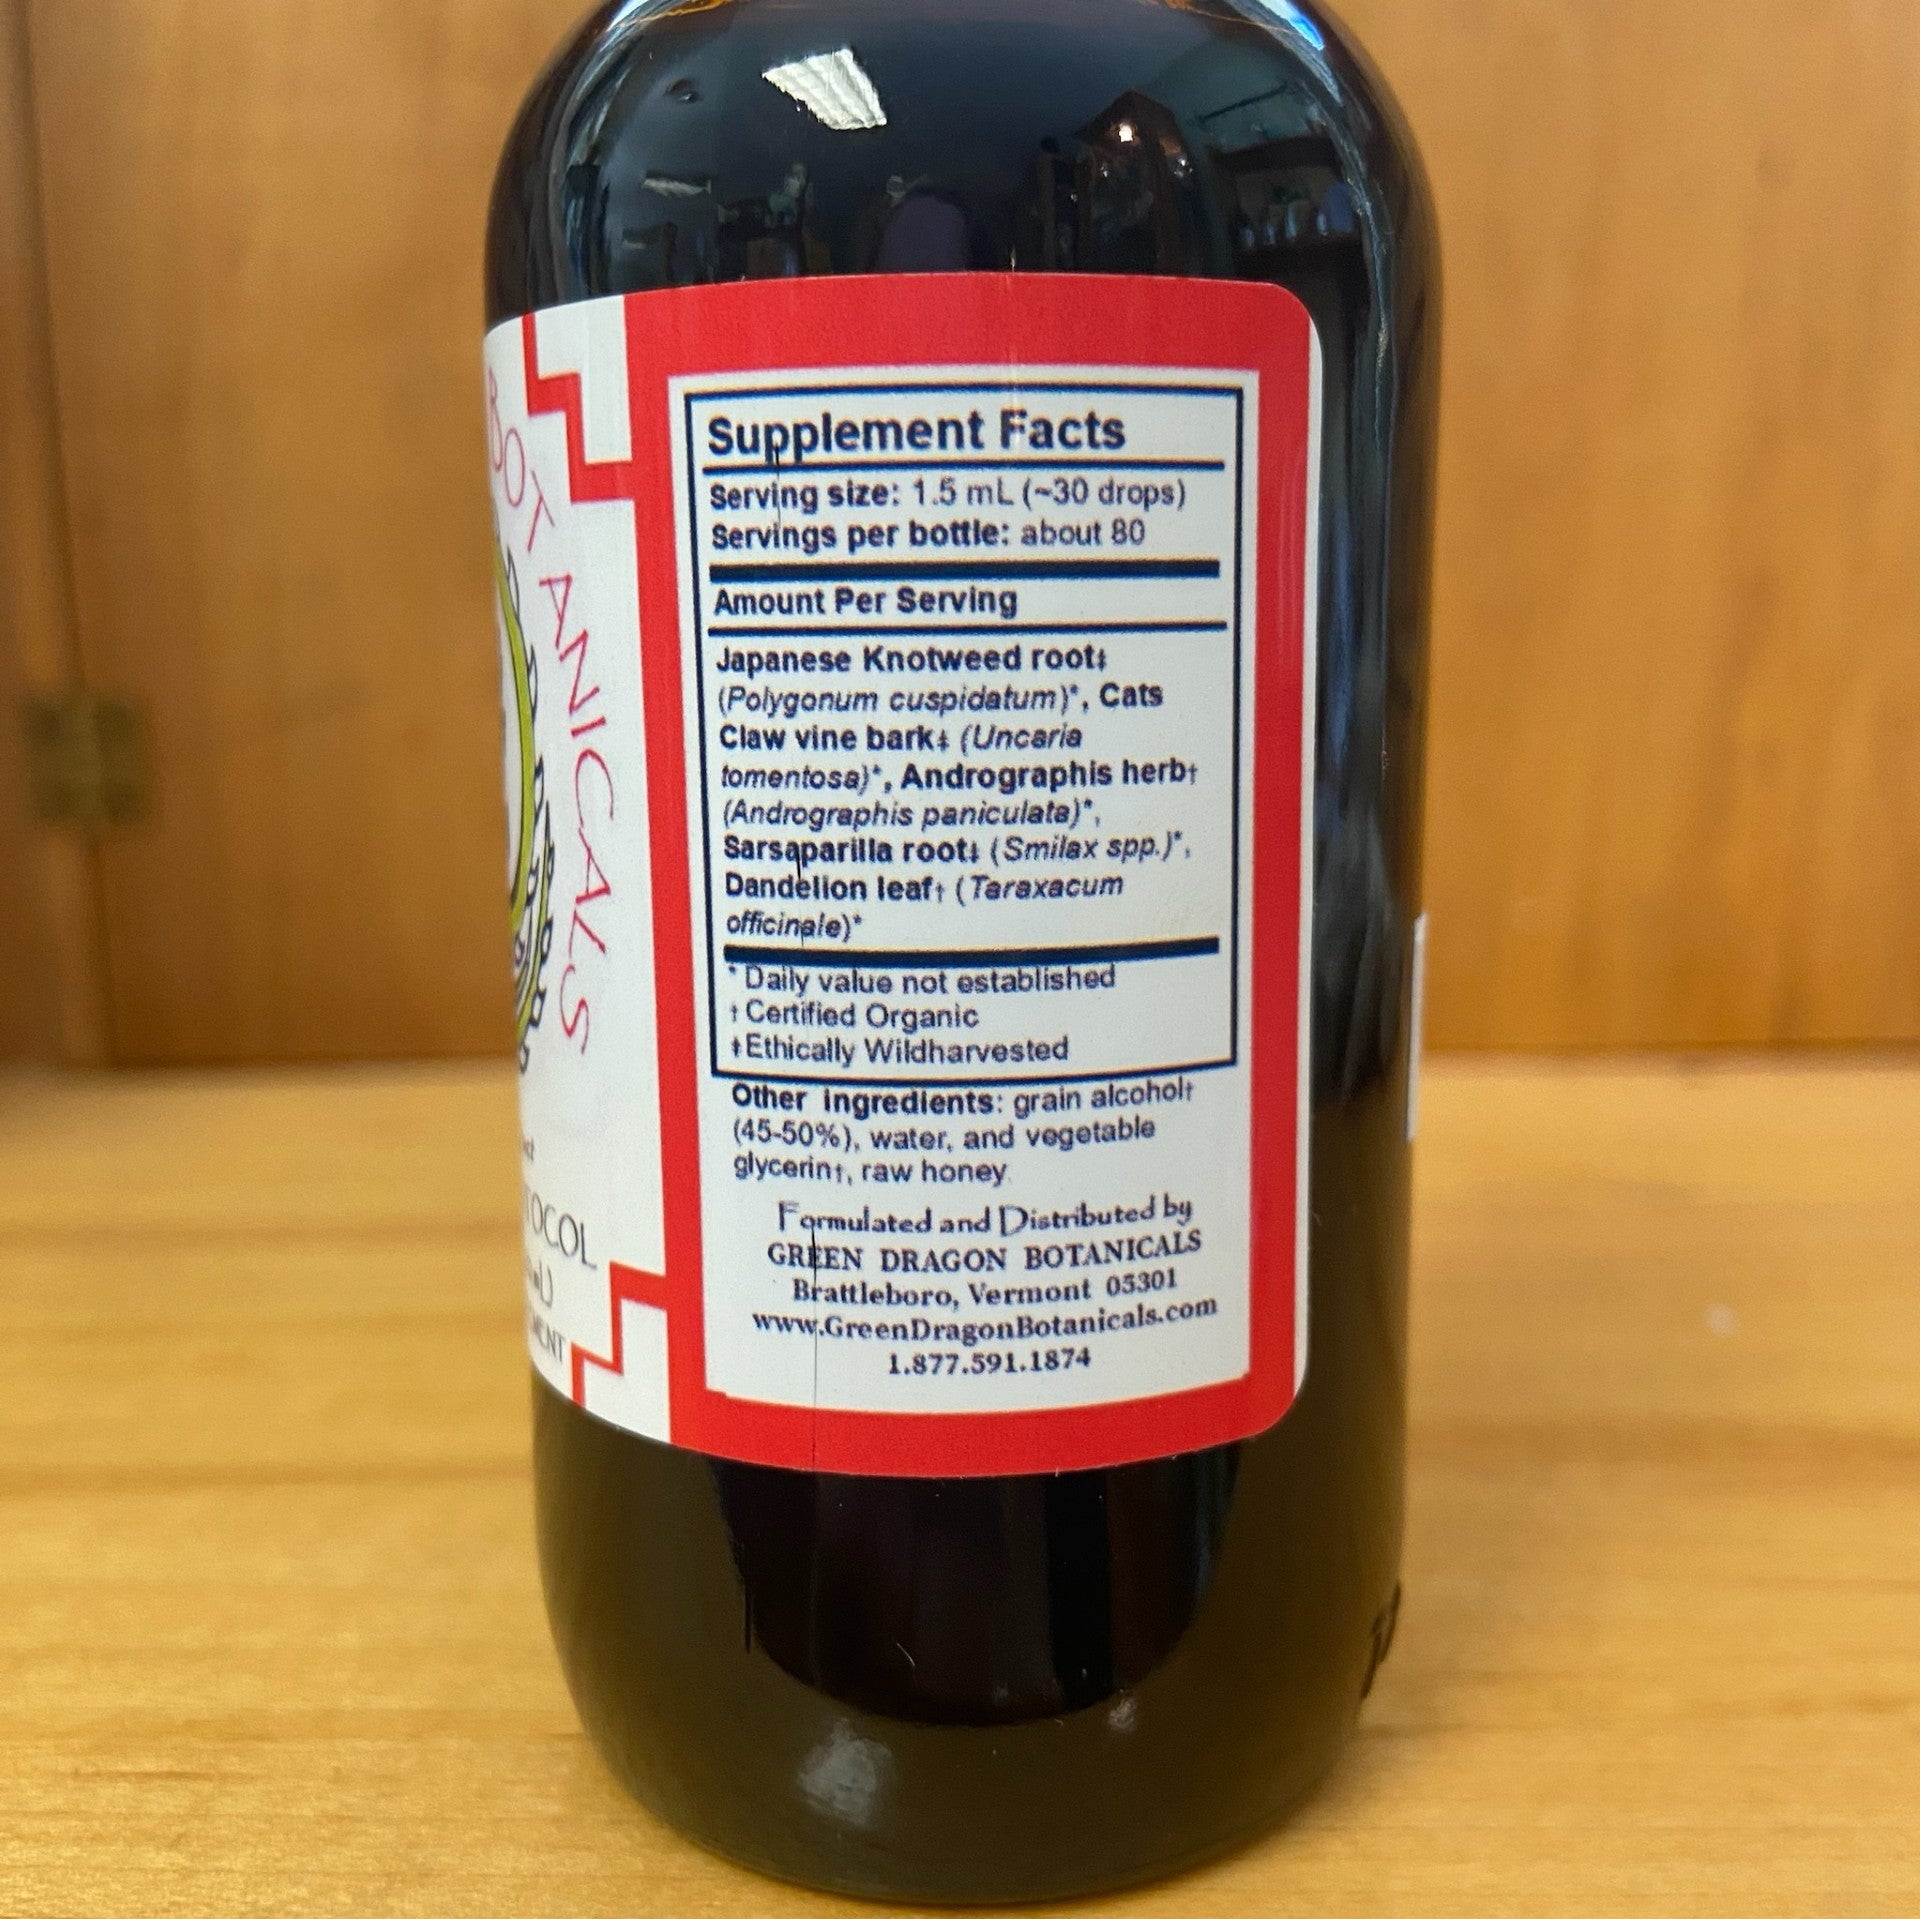 BOTANICALS
Supplement Facts
Serving size: 1.5 mL (~30 drops)
Servings per bottle: about 80
Amount Per Serving
Japanese Knotweed root‡
(Polygonum cuspidatum)*, Cats
Claw vine bark‡ (Uncaria
tomentosa)*, Andrographis herb†
(Andrographis paniculata)*,
Sarsaparilla root‡ (Smilax spp.)*,
Dandelion leaf† (Taraxacum
officinale)*
* Daily value not established
† Certified Organic
‡Ethically Wildharvested
Other ingredients: grain alcohol†
(45-50%), water, and vegetable
glycerin†, raw honey
Formulated and Distributed by
GREEN DRAGON BOTANICALS
Brattleboro, Vermont 05301
www.GreenDragonBotanicals.com
1.877.591.1874